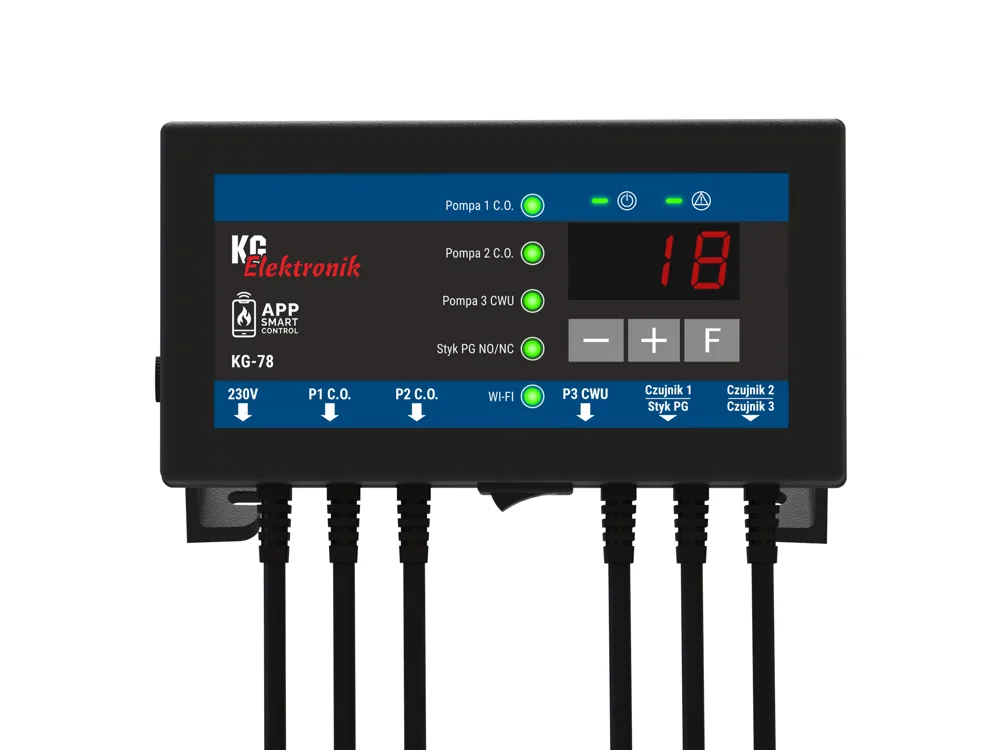 Pompa 1 C.O.
Pompa 2 C.O.
18
KG
Elektronik
Pompa 3 CWU
APP
SMART
CONTROL
− + F
Styk PG NO/NC
KG-78
230V
P1 C.O.
P2 C.O.
WI-FI
P3 CWU
Czujnik 1
Styk PG
Czujnik 2
Czujnik 3